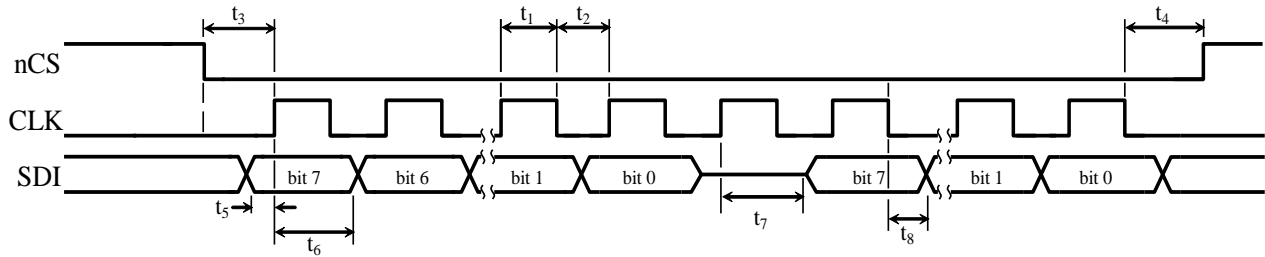 t3 t1 t2 t4
nCS
CLK
SDI bit 7 bit 6 bit 1 bit 0 bit 7 bit 1 bit 0
t5 t6 t7 t8